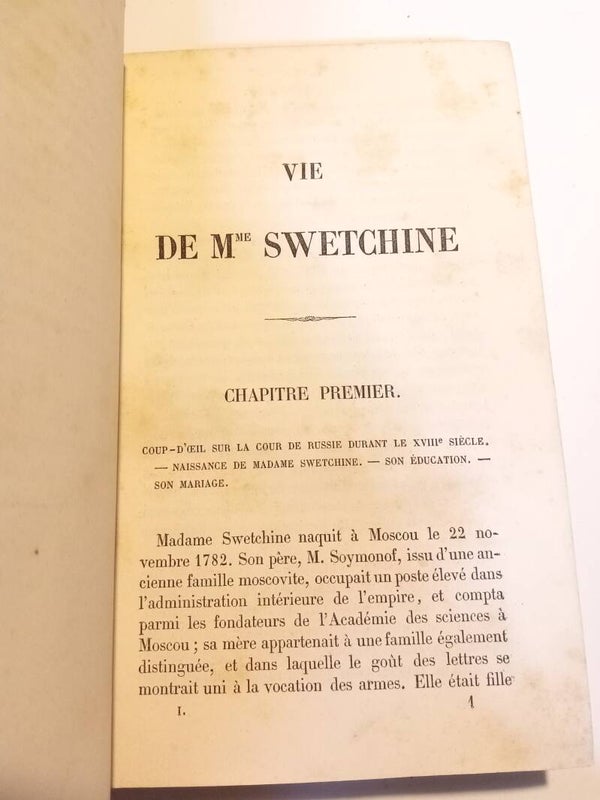 VIE
DE Mᴹᴱ SWETCHINE
CHAPITRE PREMIER.
COUP-D'ŒIL SUR LA COUR DE RUSSIE DURANT LE XVIIIe SIÈCLE.
— NAISSANCE DE MADAME SWETCHINE. — SON ÉDUCATION. —
SON MARIAGE.
Madame Swetchine naquit à Moscou le 22 no-
vembre 1782. Son père, M. Soymonof, issu d'une an-
cienne famille moscovite, occupait un poste élevé dans
l'administration intérieure de l'empire, et compta
parmi les fondateurs de l'Académie des sciences à
Moscou ; sa mère appartenait à une famille également
distinguée, et dans laquelle le goût des lettres se
montrait uni à la vocation des armes. Elle était fille
I. 1